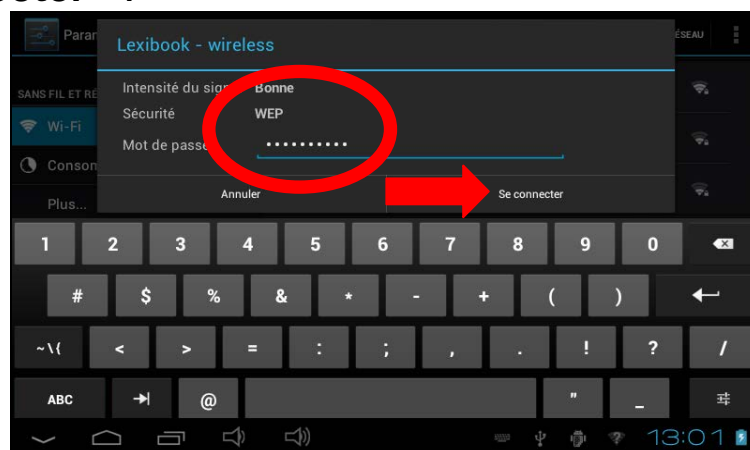 Param
Lexibook - wireless
ÉSEAU
SANS FIL ET RÉ
Intensité du sign
Bonne
Sécurité
WEP
Wi-Fi
Mot de passe
••••••••••
Conson
Annuler
Se connecter
Plus...
1 2 3 4 5 6 7 8 9 0
# $ % & * - + ( )
~\{ < > = : ; , . ! ? /
ABC @ " _
13:01